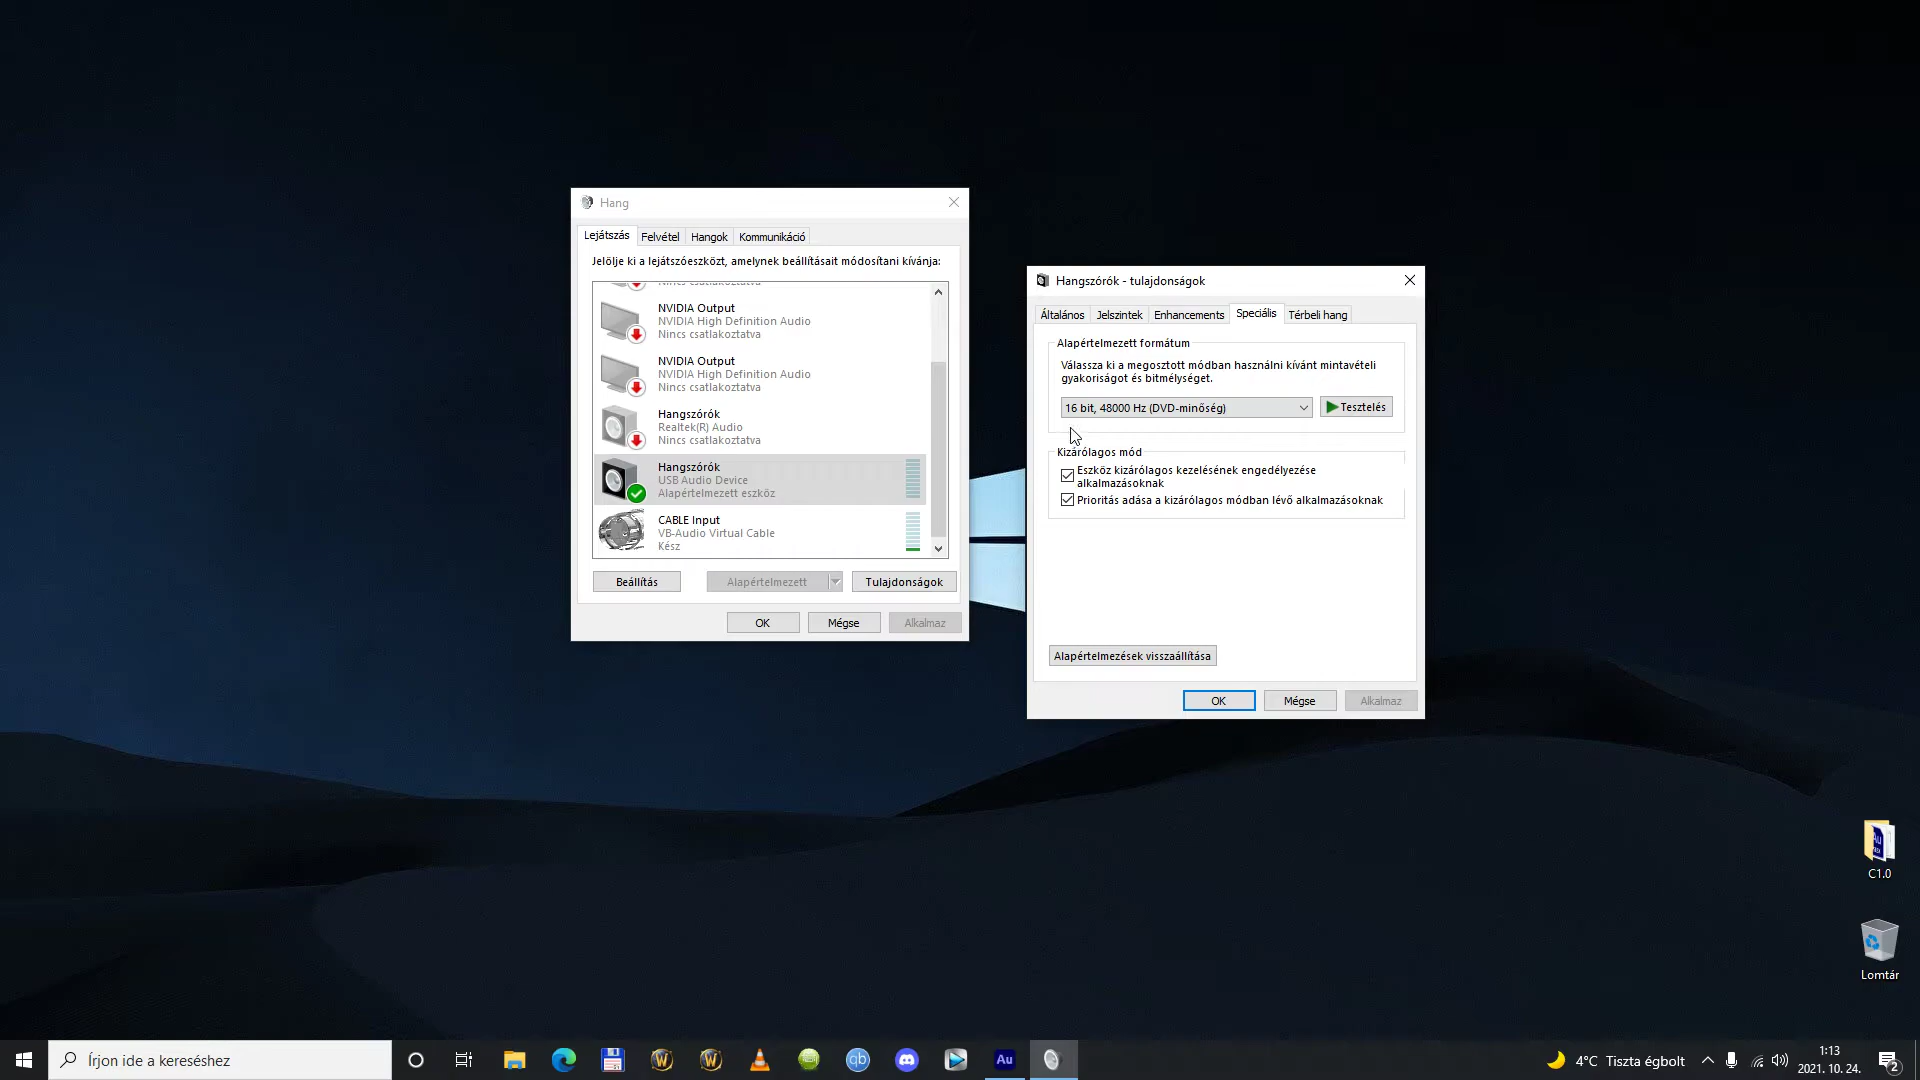 Hang
Lejátszás
Felvétel
Hangok
Kommunikáció
Jelölje ki a lejátszóeszközt, amelynek beállításait módosítani kívánja:
Nincs csatlakoztatva
NVIDIA Output
NVIDIA High Definition Audio
Nincs csatlakoztatva
NVIDIA Output
NVIDIA High Definition Audio
Nincs csatlakoztatva
Hangszórók
Realtek(R) Audio
Nincs csatlakoztatva
Hangszórók
USB Audio Device
Alapértelmezett eszköz
CABLE Input
VB-Audio Virtual Cable
Kész
Beállítás
Alapértelmezett
Tulajdonságok
OK
Mégse
Alkalmaz
Hangszórók - tulajdonságok
Általános
Jelszintek
Enhancements
Speciális
Térbeli hang
Alapértelmezett formátum
Válassza ki a megosztott módban használni kívánt mintavételi
gyakoriságot és bitmélységet.
16 bit, 48000 Hz (DVD-minőség)
Tesztelés
Kizárólagos mód
Eszköz kizárólagos kezelésének engedélyezése
alkalmazásoknak
Prioritás adása a kizárólagos módban lévő alkalmazásoknak
Alapértelmezések visszaállítása
OK
Mégse
Alkalmaz
C1.0
Lomtár
Írjon ide a kereséshez
W
W
qb
Au
4°C Tiszta égbolt
1:13
2021. 10. 24.
2